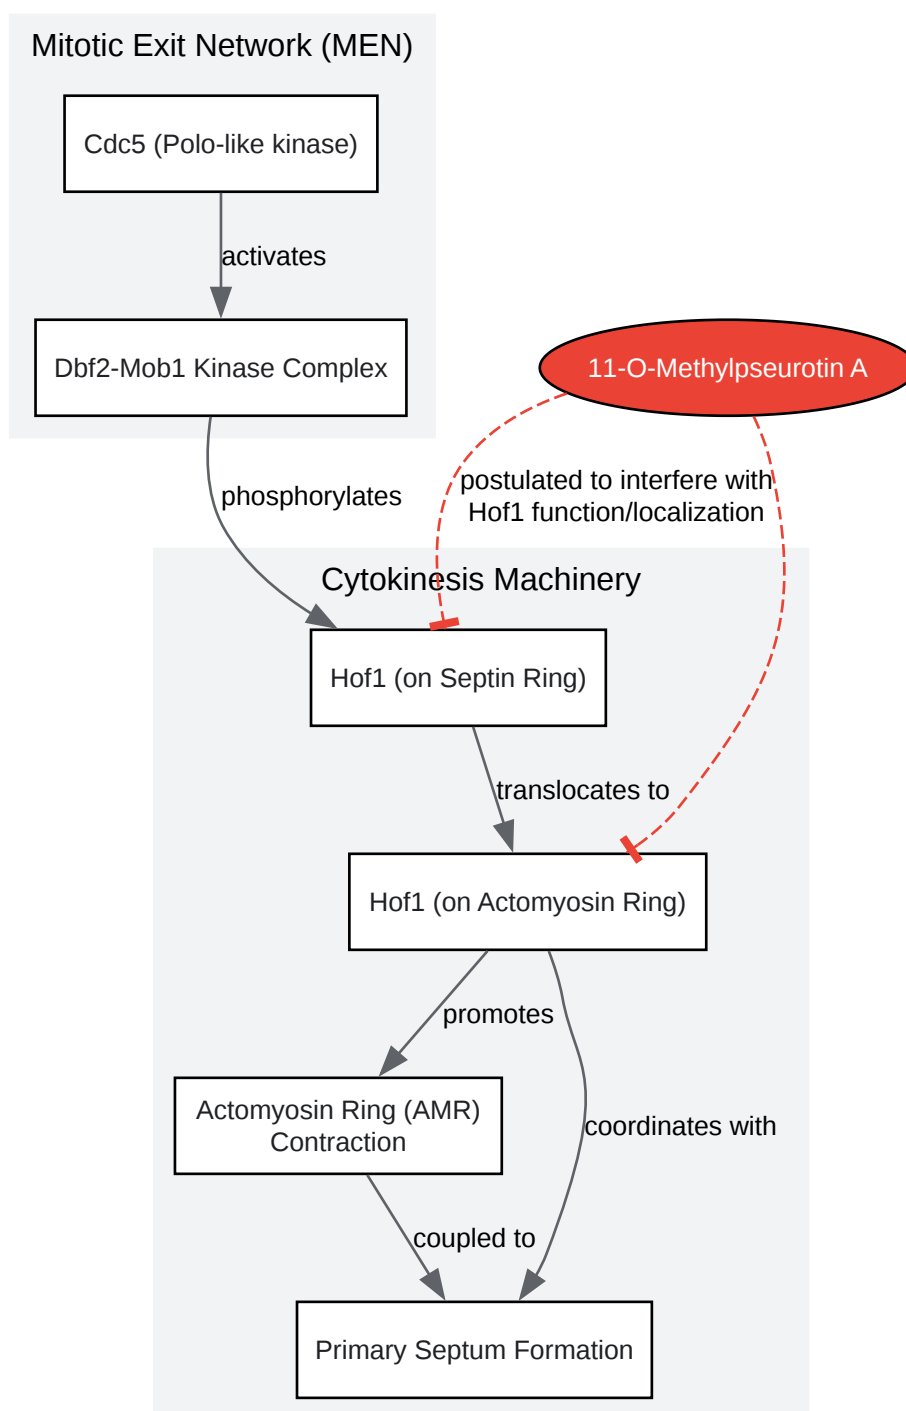 Mitotic Exit Network (MEN)
Cdc5 (Polo-like kinase)
activates
Dbf2-Mob1 Kinase Complex
11-O-Methylpseurotin A
phosphorylates
postulated to interfere with
Hof1 function/localization
Cytokinesis Machinery
Hof1 (on Septin Ring)
translocates to
Hof1 (on Actomyosin Ring)
promotes
Actomyosin Ring (AMR)
Contraction
coordinates with
coupled to
Primary Septum Formation